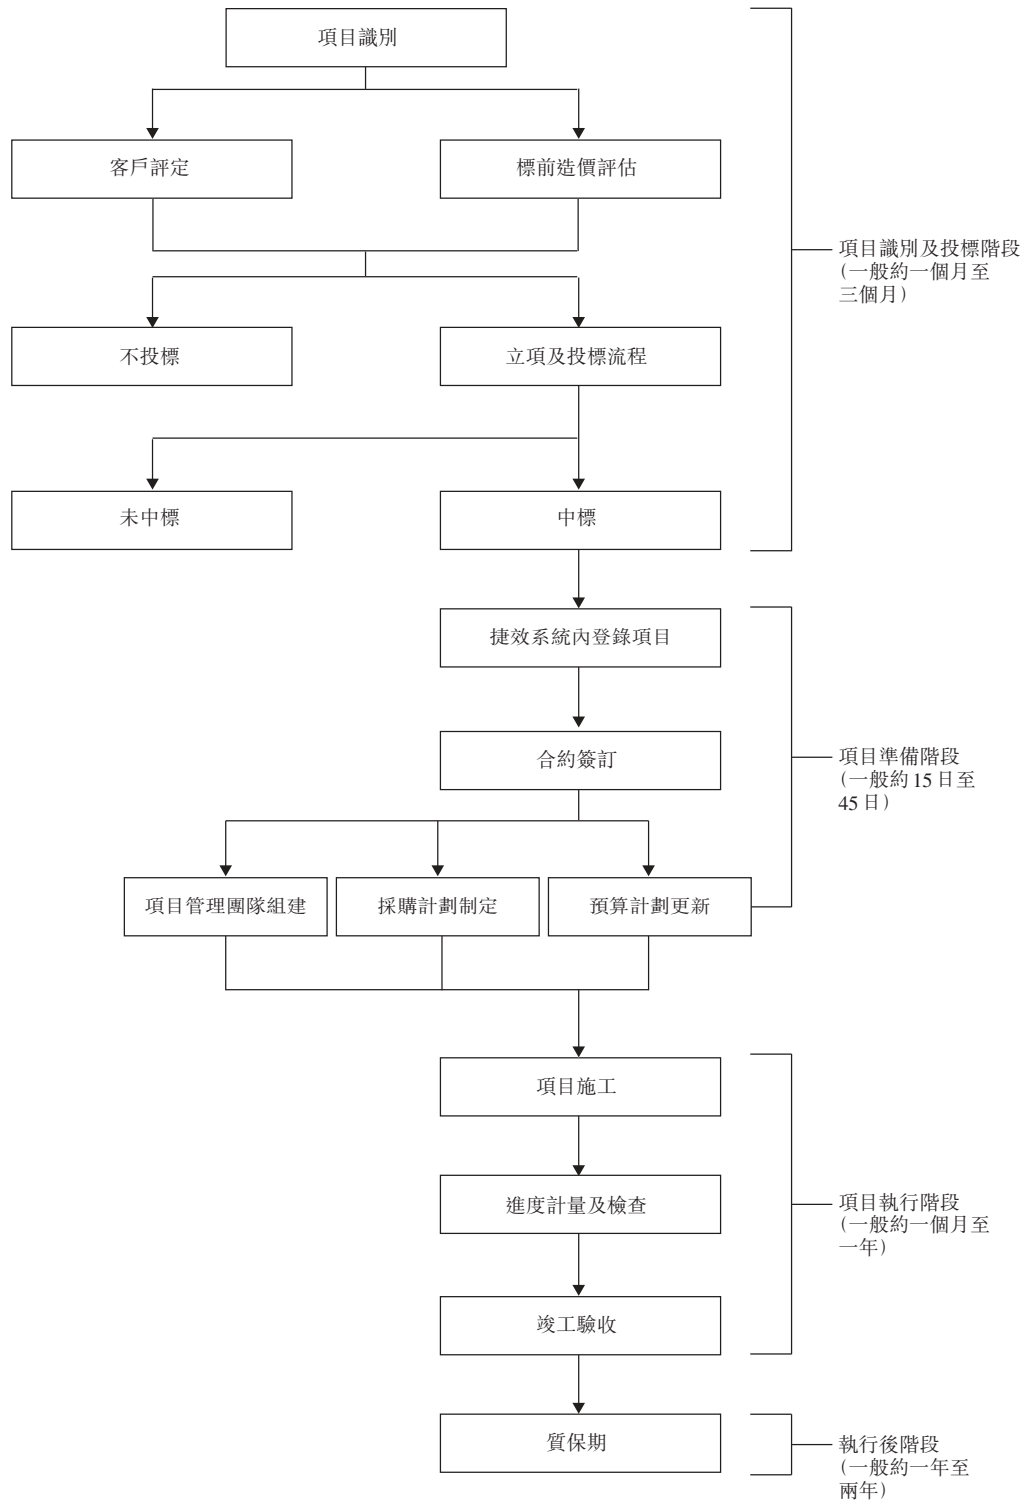 項目識別
客戶評定
標前造價評估
項目識別及投標階段
(一般約一個月至
三個月)
不投標
立項及投標流程
未中標
中標
捷效系統內登錄項目
合約簽訂
項目準備階段
(一般約15日至
45日)
項目管理團隊組建
採購計劃制定
預算計劃更新
項目施工
進度計量及檢查
項目執行階段
(一般約一個月至
一年)
竣工驗收
質保期
執行後階段
(一般約一年至
兩年)